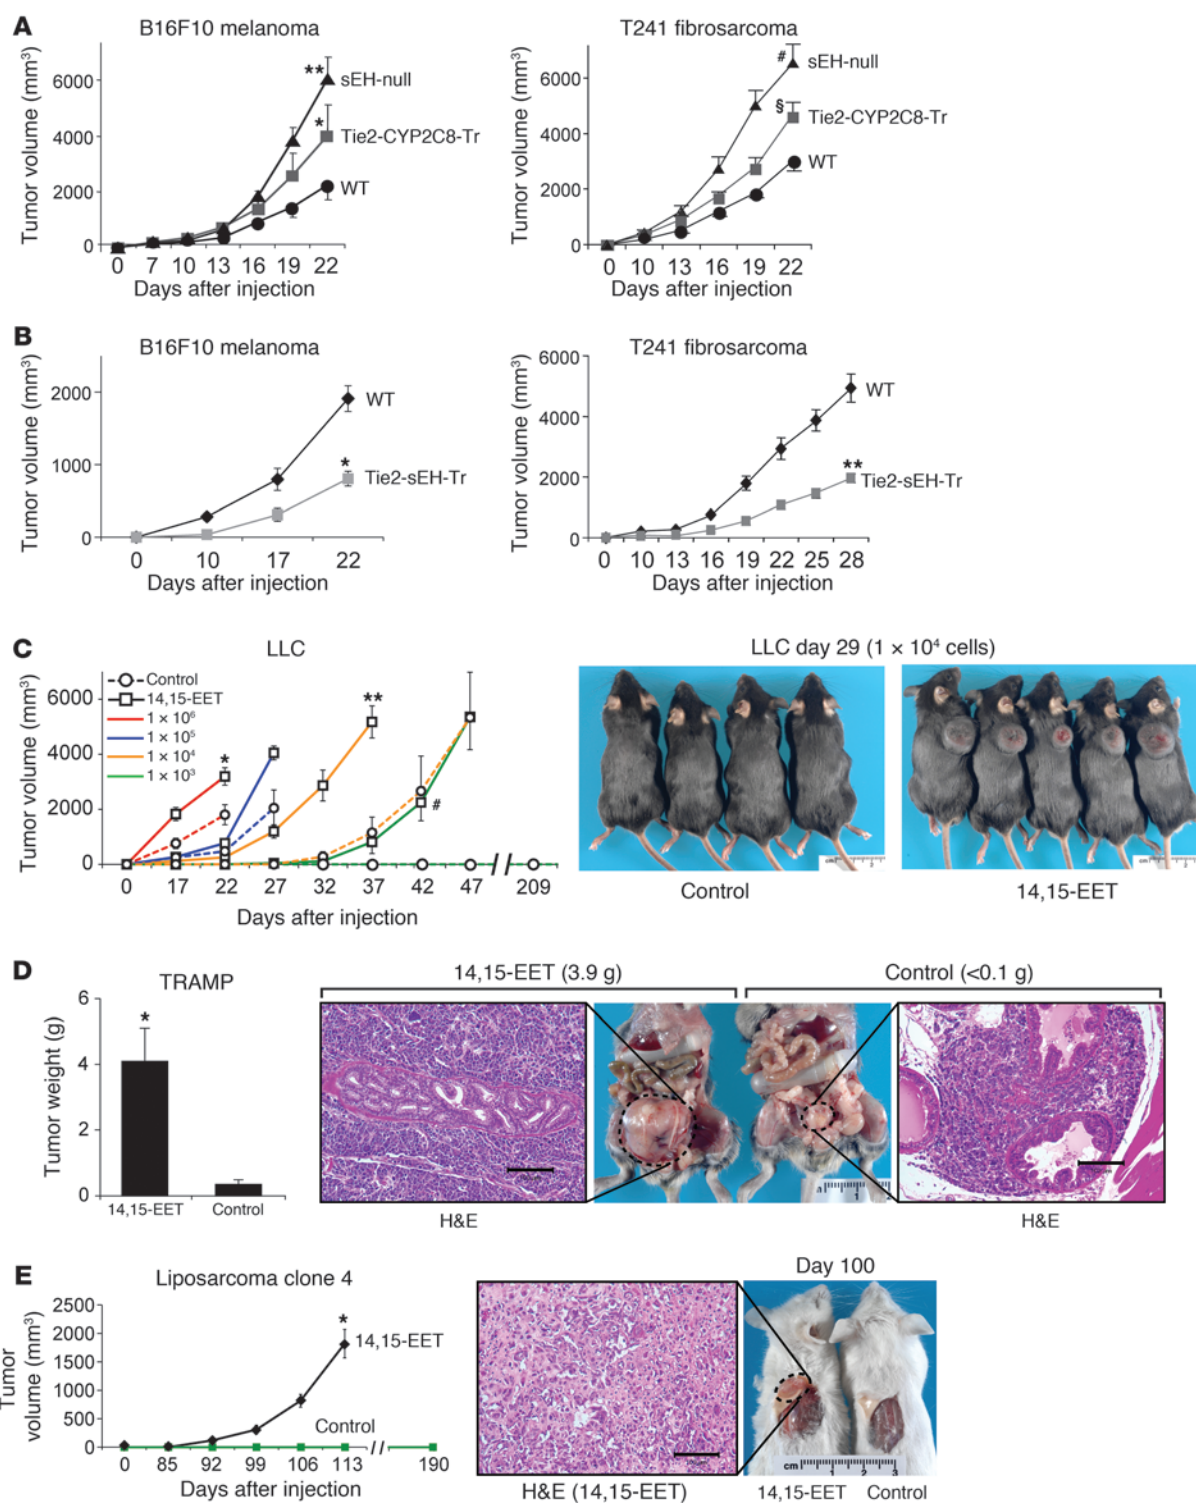 A
B16F10 melanoma
Tumor volume (mm³)
6000
4000
2000
0
** sEH-null
* Tie2-CYP2C8-Tr
WT
0 7 10 13 16 19 22
Days after injection
T241 fibrosarcoma
Tumor volume (mm³)
6000
4000
2000
0
# sEH-null
§ Tie2-CYP2C8-Tr
WT
0 10 13 16 19 22
Days after injection
B
B16F10 melanoma
Tumor volume (mm³)
2000
1000
0
WT
* Tie2-sEH-Tr
0 10 17 22
Days after injection
T241 fibrosarcoma
Tumor volume (mm³)
6000
4000
2000
0
WT
** Tie2-sEH-Tr
0 10 13 16 19 22 25 28
Days after injection
C
LLC
Tumor volume (mm³)
6000
4000
2000
0
Control
14,15-EET
1 × 10⁶
1 × 10⁵
1 × 10⁴
1 × 10³
*
**
#
0 17 22 27 32 37 42 47 209
Days after injection
LLC day 29 (1 × 10⁴ cells)
cm
cm
Control
14,15-EET
D
TRAMP
Tumor weight (g)
6
4
2
0
*
14,15-EET Control
14,15-EET (3.9 g)
Control (<0.1 g)
1
H&E
H&E
E
Liposarcoma clone 4
Tumor
volume (mm³)
2500
2000
1500
1000
500
0
*
14,15-EET
Control
0 85 92 99 106 113 190
Days after injection
Day 100
cm 1 2 3
H&E (14,15-EET)
14,15-EET Control